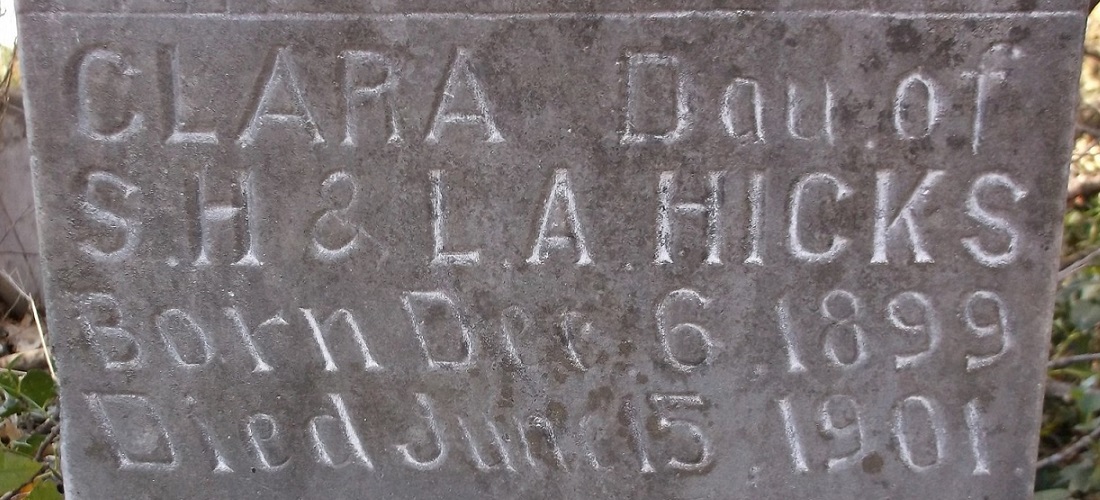 CLARA Dau. of
S.H & L.A.HICKS
Born Dec 6.1899
Died June 15.1901